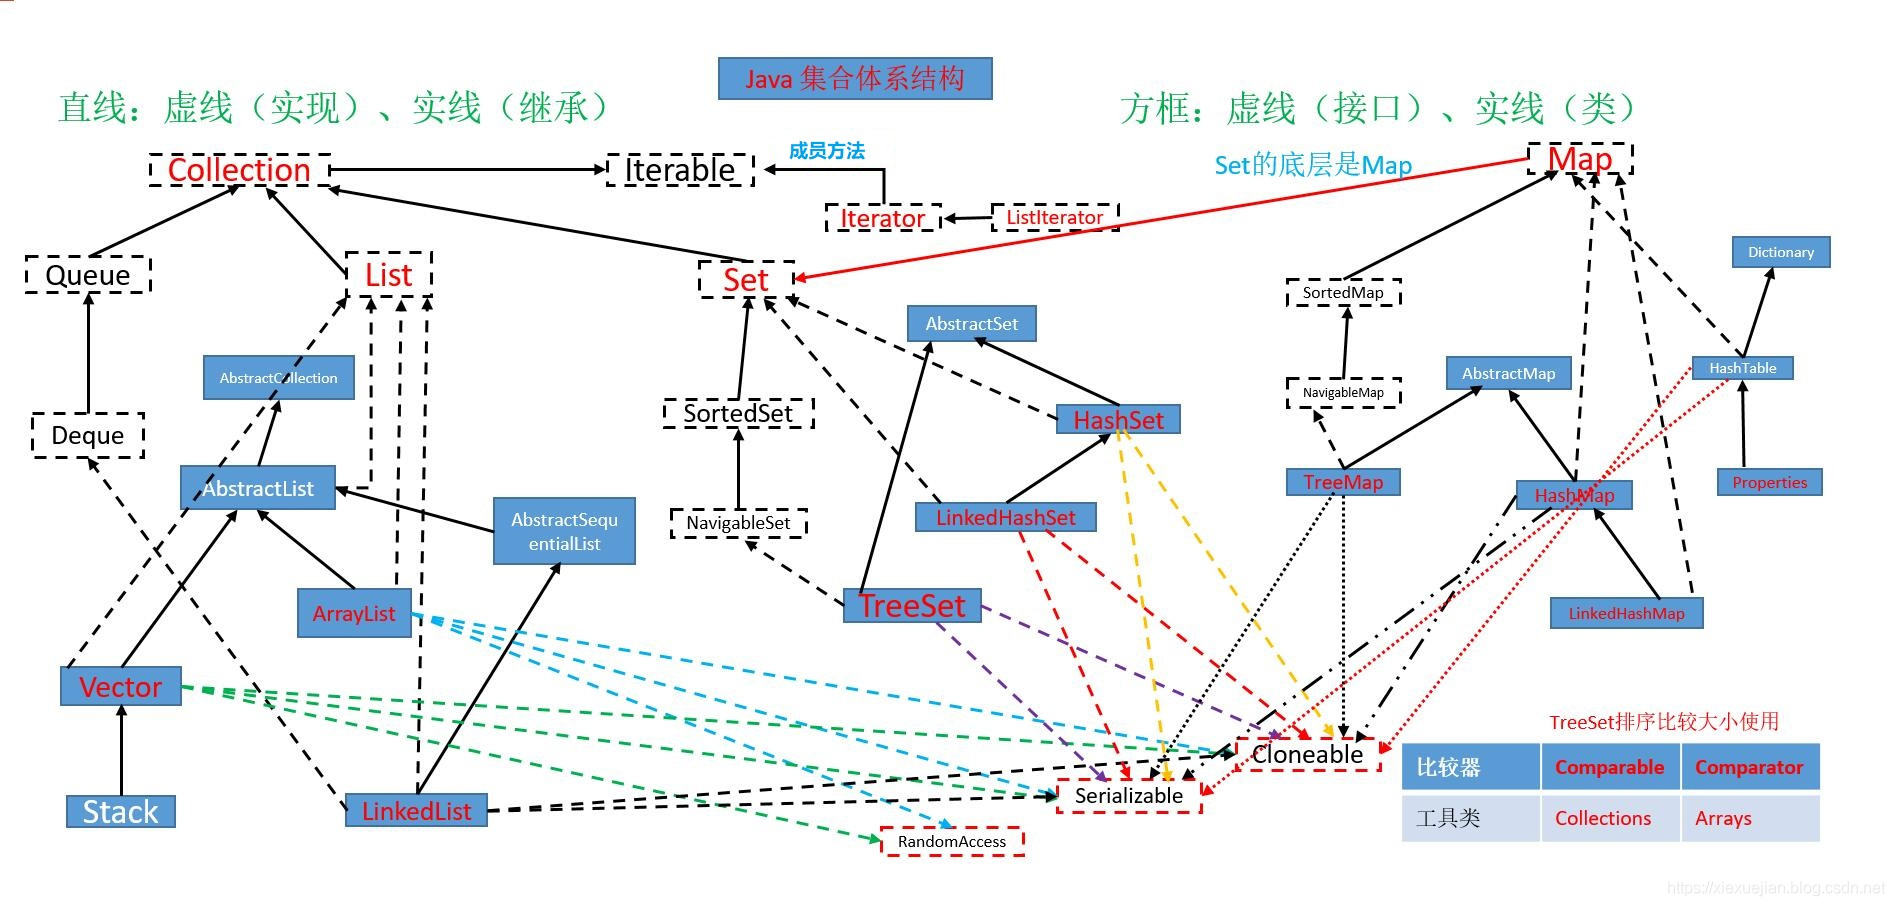 Java 集合体系结构
直线：虚线（实现）、实线（继承）
方框：虚线（接口）、实线（类）
成员方法
Set的底层是Map
Collection
Iterable
Map
Iterator
ListIterator
Queue
List
Set
Dictionary
SortedMap
AbstractSet
AbstractCollection
AbstractMap
HashTable
NavigableMap
Deque
SortedSet
HashSet
AbstractList
TreeMap
HashMap
Properties
AbstractSequ
entialList
NavigableSet
LinkedHashSet
ArrayList
TreeSet
LinkedHashMap
Vector
TreeSet排序比较大小使用
Cloneable
比较器
Comparable
Comparator
Serializable
Stack
LinkedList
工具类
Collections
Arrays
RandomAccess
https://xiexuejian.blog.csdn.net